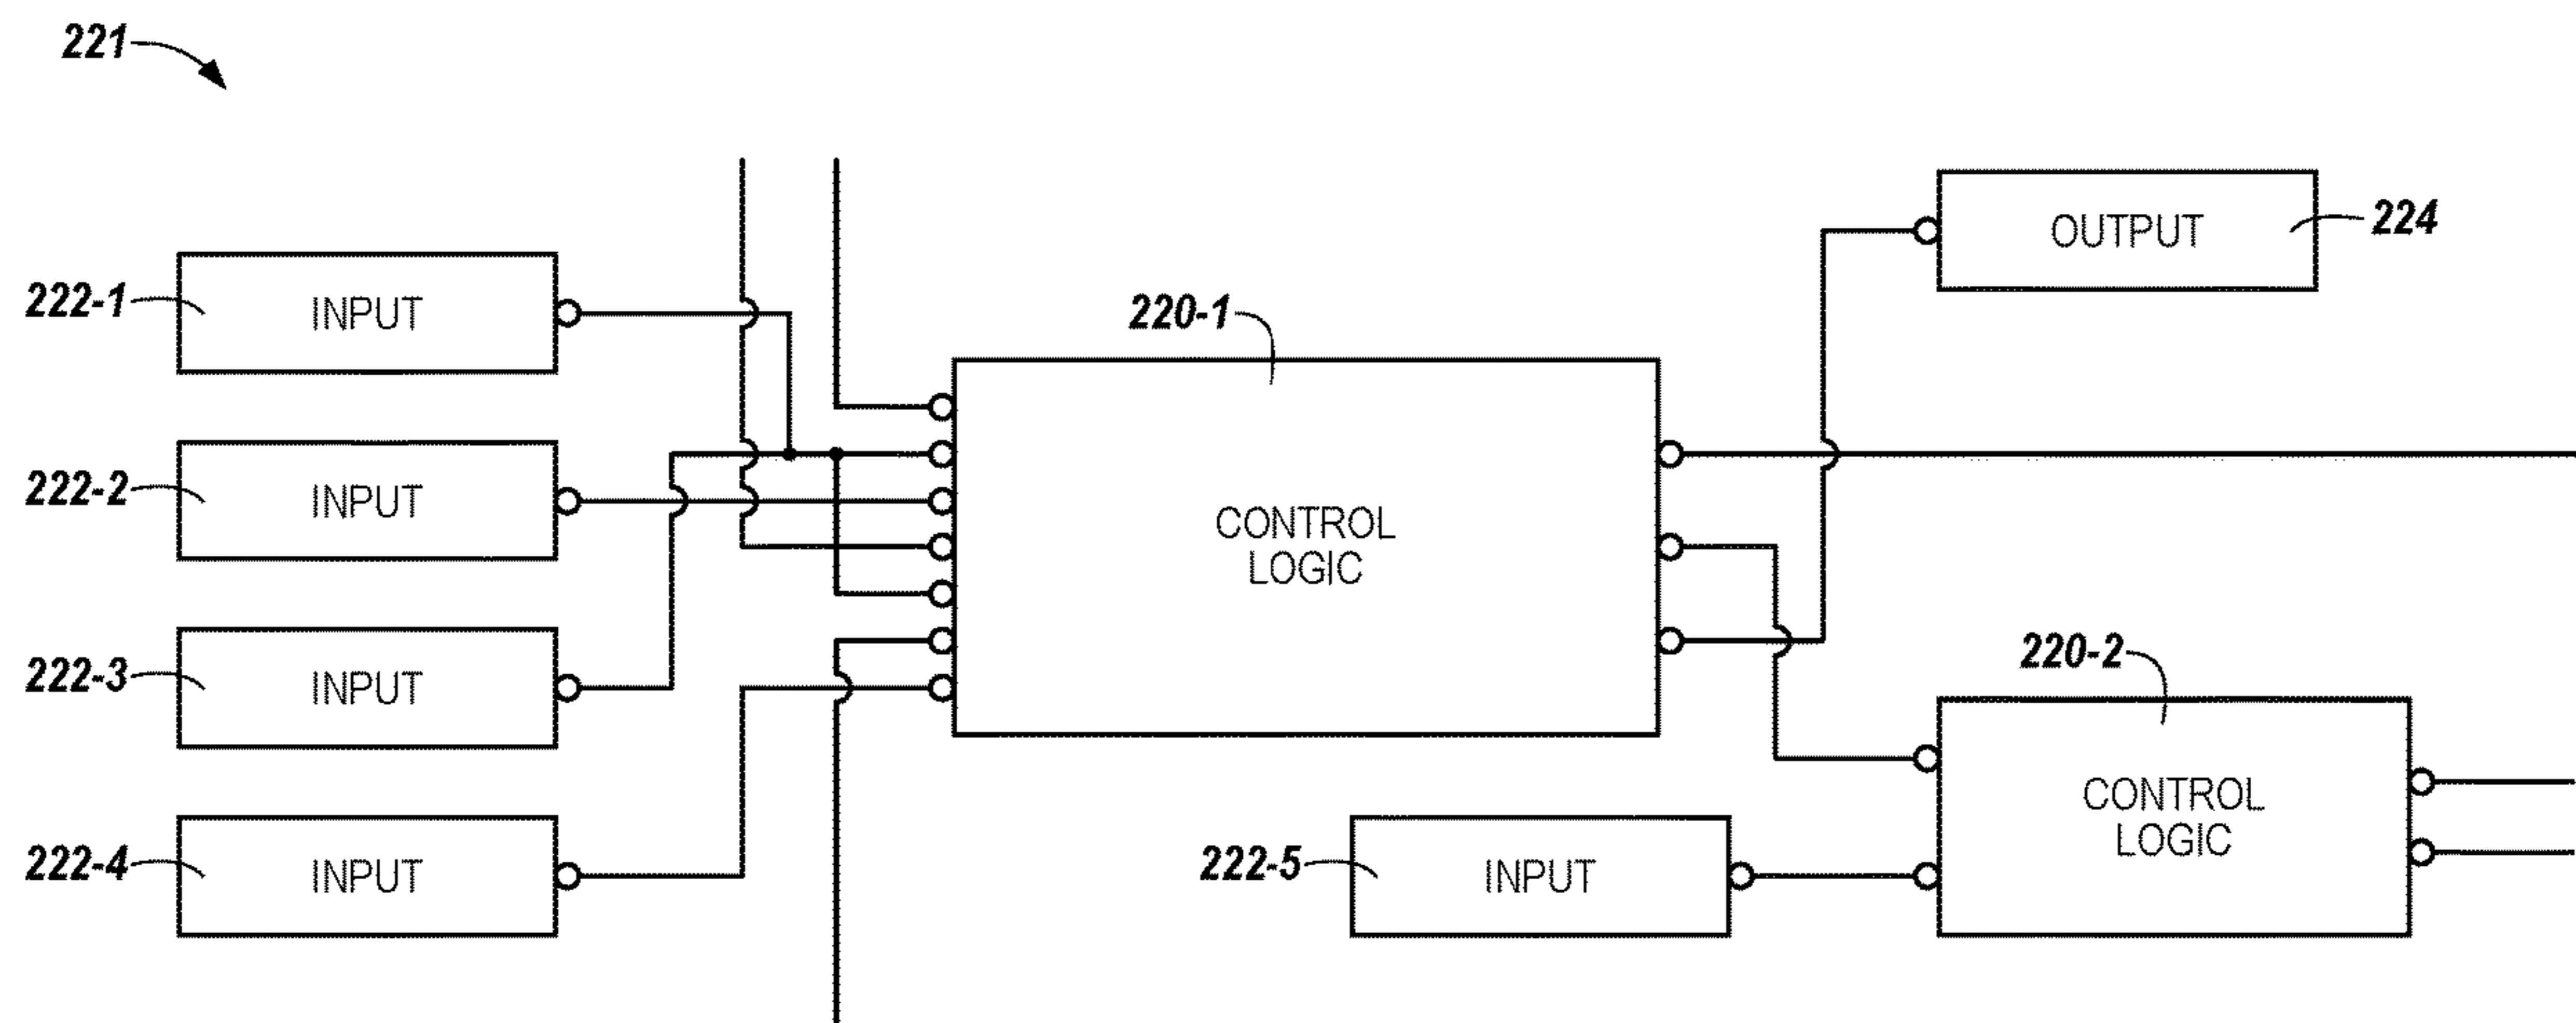 221
222-1
INPUT
222-2
INPUT
222-3
INPUT
222-4
INPUT
220-1
CONTROL
LOGIC
OUTPUT
224
220-2
CONTROL
LOGIC
222-5
INPUT